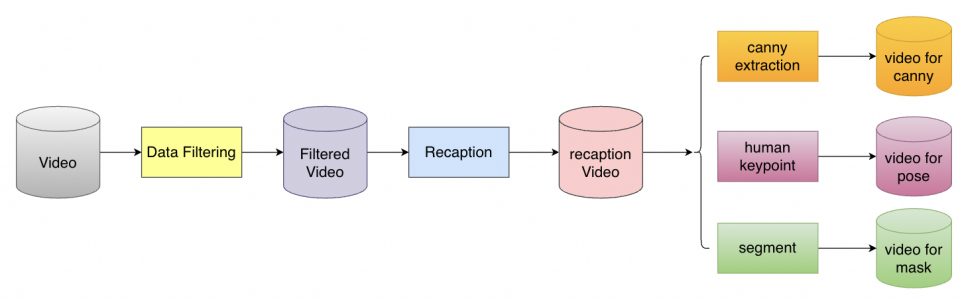 Video
Data Filtering
Filtered
Video
Recaption
recaption
Video
canny
extraction
video for
canny
human
keypoint
video for
pose
segment
video for
mask